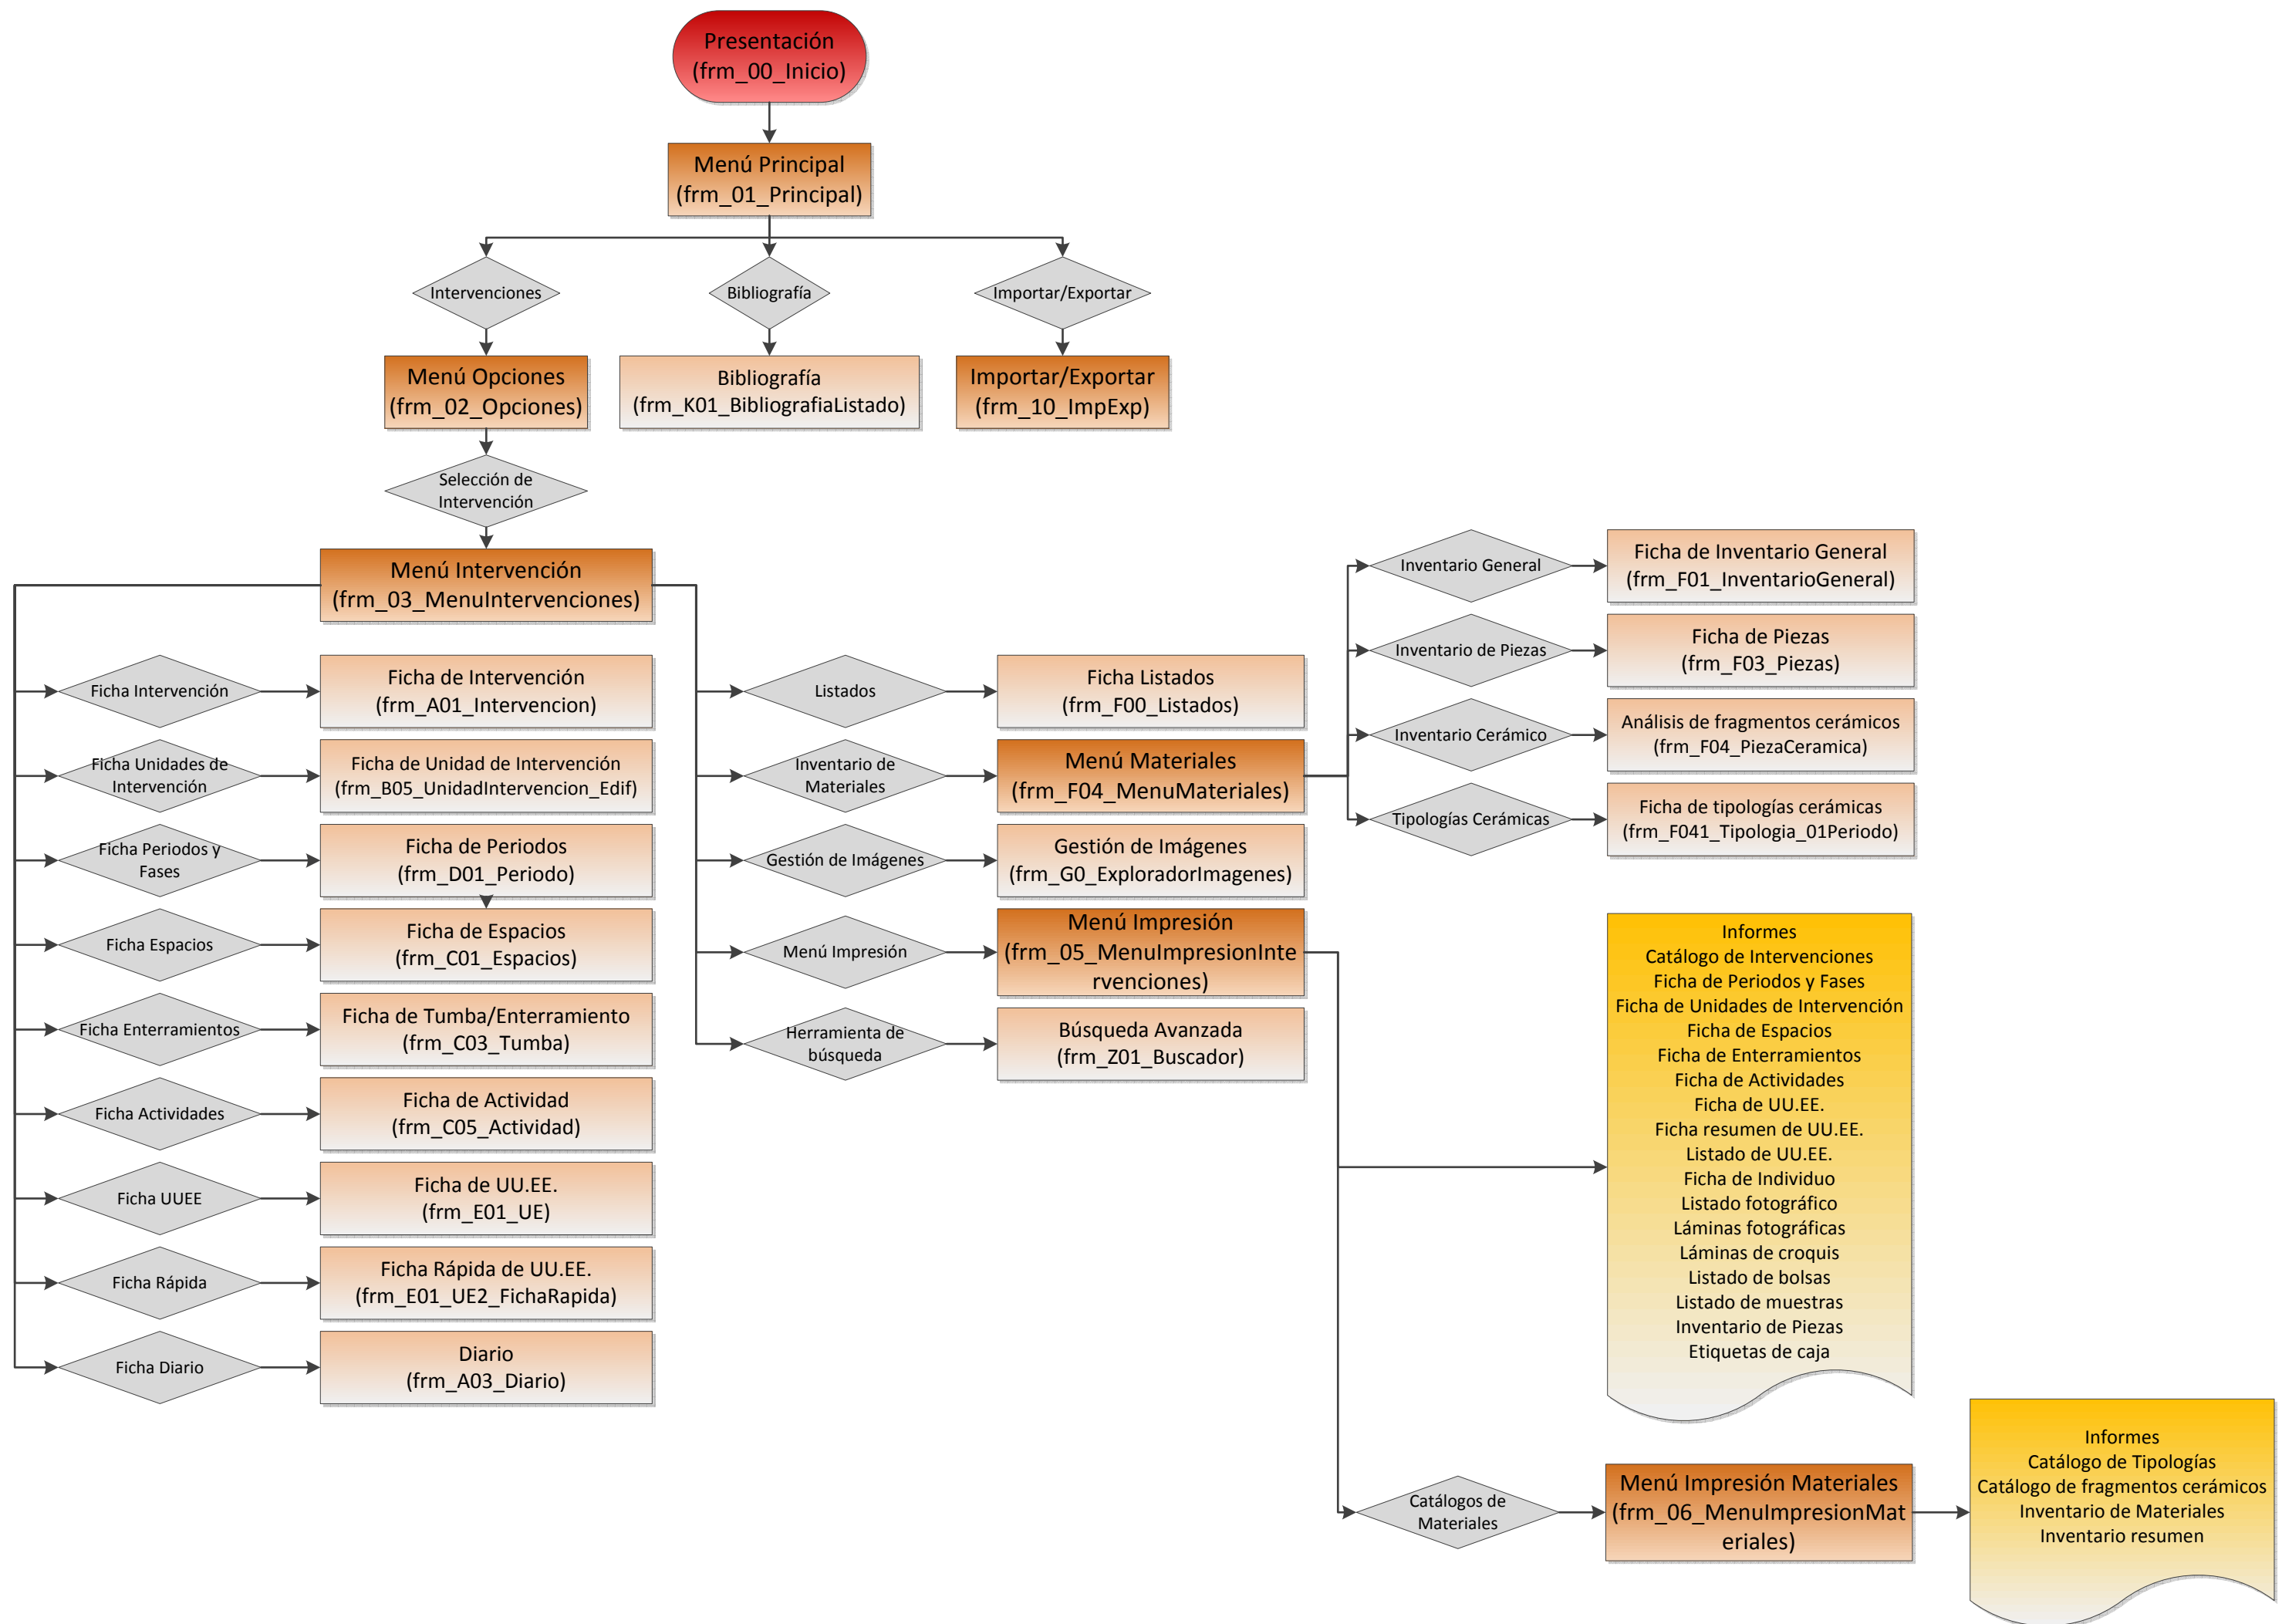 Presentación
(frm_00_Inicio)
Menú Principal
(frm_01_Principal)
Intervenciones
Bibliografía
Importar/Exportar
Menú Opciones
(frm_02_Opciones)
Bibliografía
(frm_K01_BibliografiaListado)
Importar/Exportar
(frm_10_ImpExp)
Selección de
Intervención
Menú Intervención
(frm_03_MenuIntervenciones)
Ficha Intervención
Ficha de Intervención
(frm_A01_Intervencion)
Ficha Unidades de
Intervención
Ficha de Unidad de Intervención
(frm_B05_UnidadIntervencion_Edif)
Ficha Periodos y
Fases
Ficha de Periodos
(frm_D01_Periodo)
Ficha Espacios
Ficha de Espacios
(frm_C01_Espacios)
Ficha Enterramientos
Ficha de Tumba/Enterramiento
(frm_C03_Tumba)
Ficha Actividades
Ficha de Actividad
(frm_C05_Actividad)
Ficha UUEE
Ficha de UU.EE.
(frm_E01_UE)
Ficha Rápida
Ficha Rápida de UU.EE.
(frm_E01_UE2_FichaRapida)
Ficha Diario
Diario
(frm_A03_Diario)
Listados
Ficha Listados
(frm_F00_Listados)
Inventario de
Materiales
Menú Materiales
(frm_F04_MenuMateriales)
Gestión de Imágenes
Gestión de Imágenes
(frm_G0_ExploradorImagenes)
Menú Impresión
Menú Impresión
(frm_05_MenuImpresionInte
rvenciones)
Herramienta de
búsqueda
Búsqueda Avanzada
(frm_Z01_Buscador)
Inventario General
Ficha de Inventario General
(frm_F01_InventarioGeneral)
Inventario de Piezas
Ficha de Piezas
(frm_F03_Piezas)
Inventario Cerámico
Análisis de fragmentos cerámicos
(frm_F04_PiezaCeramica)
Tipologías Cerámicas
Ficha de tipologías cerámicas
(frm_F041_Tipologia_01Periodo)
Informes
Catálogo de Intervenciones
Ficha de Periodos y Fases
Ficha de Unidades de Intervención
Ficha de Espacios
Ficha de Enterramientos
Ficha de Actividades
Ficha de UU.EE.
Ficha resumen de UU.EE.
Listado de UU.EE.
Ficha de Individuo
Listado fotográfico
Láminas fotográficas
Láminas de croquis
Listado de bolsas
Listado de muestras
Inventario de Piezas
Etiquetas de caja
Catálogos de
Materiales
Menú Impresión Materiales
(frm_06_MenuImpresionMat
eriales)
Informes
Catálogo de Tipologías
Catálogo de fragmentos cerámicos
Inventario de Materiales
Inventario resumen